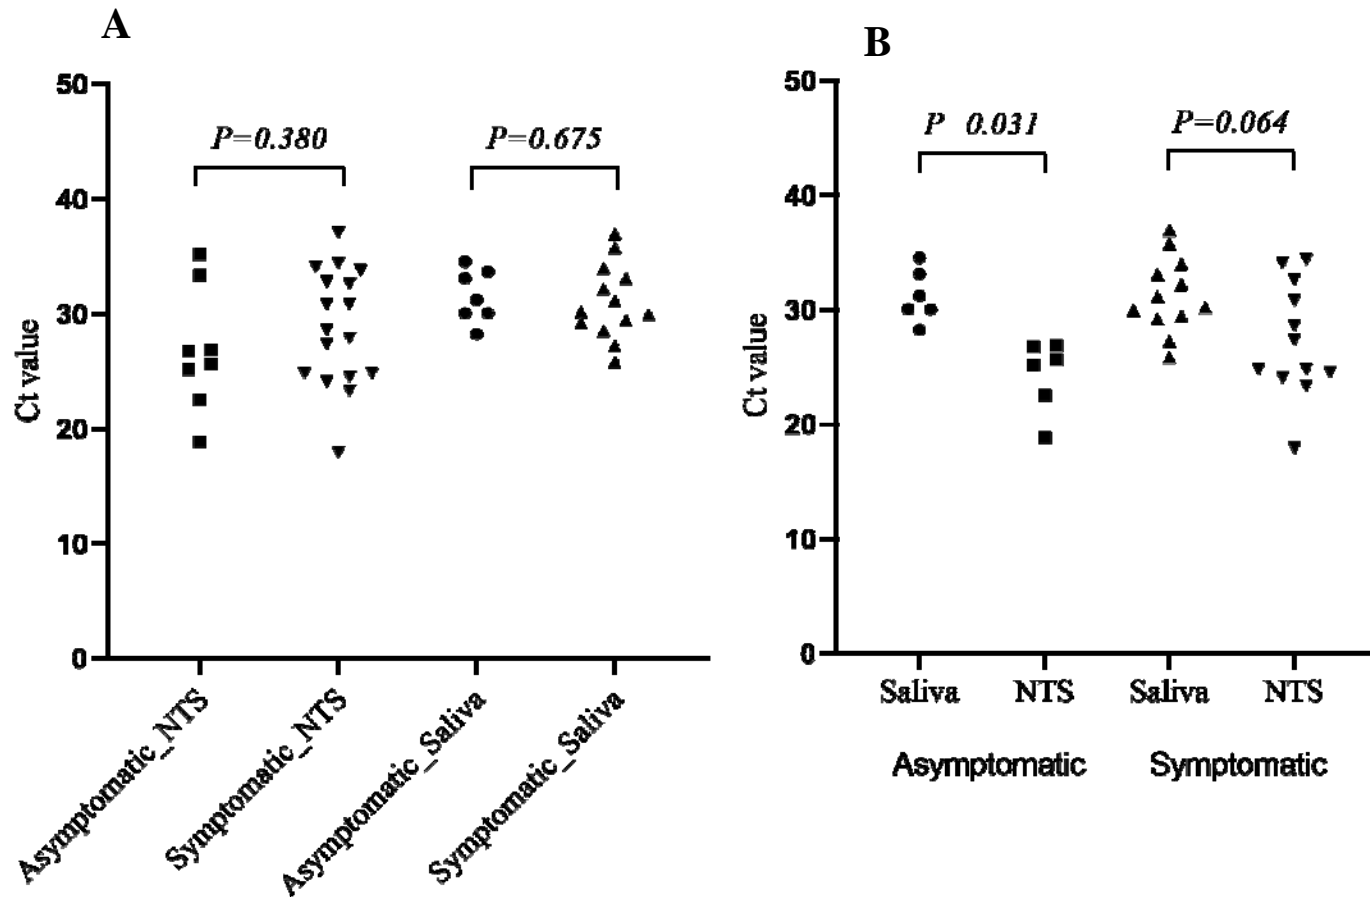 A
50
40
30
20
10
0
Ct value
P=0.380
P=0.675
Asymptomatic_NTS
Symptomatic_NTS
Asymptomatic_Saliva
Symptomatic_Saliva
B
50
40
30
20
10
0
Ct value
P 0.031
P=0.064
Saliva NTS Saliva NTS
Asymptomatic Symptomatic